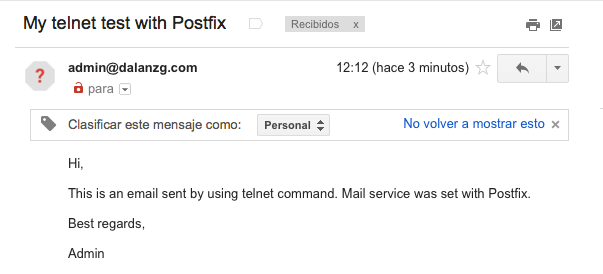 My telnet test with Postfix Recibidos x
admin@dalanzg.com 12:12 (hace 3 minutos)
para
Clasificar este mensaje como: Personal No volver a mostrar esto ×
Hi,
This is an email sent by using telnet command. Mail service was set with Postfix.
Best regards,
Admin